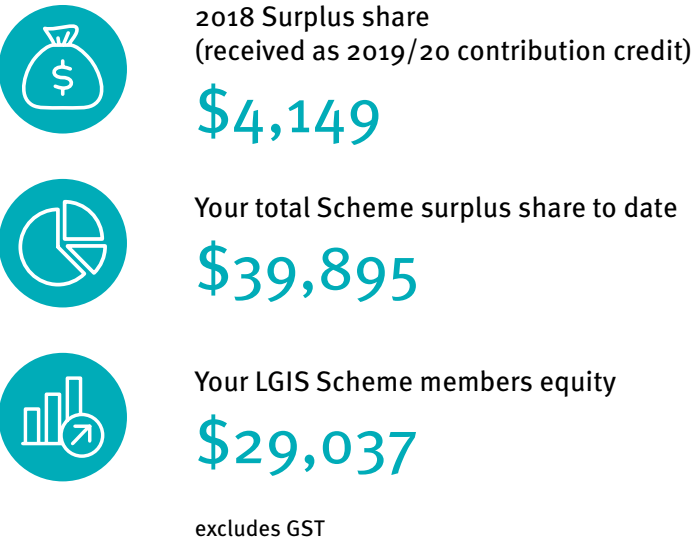 2018 Surplus share
(received as 2019/20 contribution credit)
$
$4,149
Your total Scheme surplus share to date
$39,895
Your LGIS Scheme members equity
$29,037
excludes GST